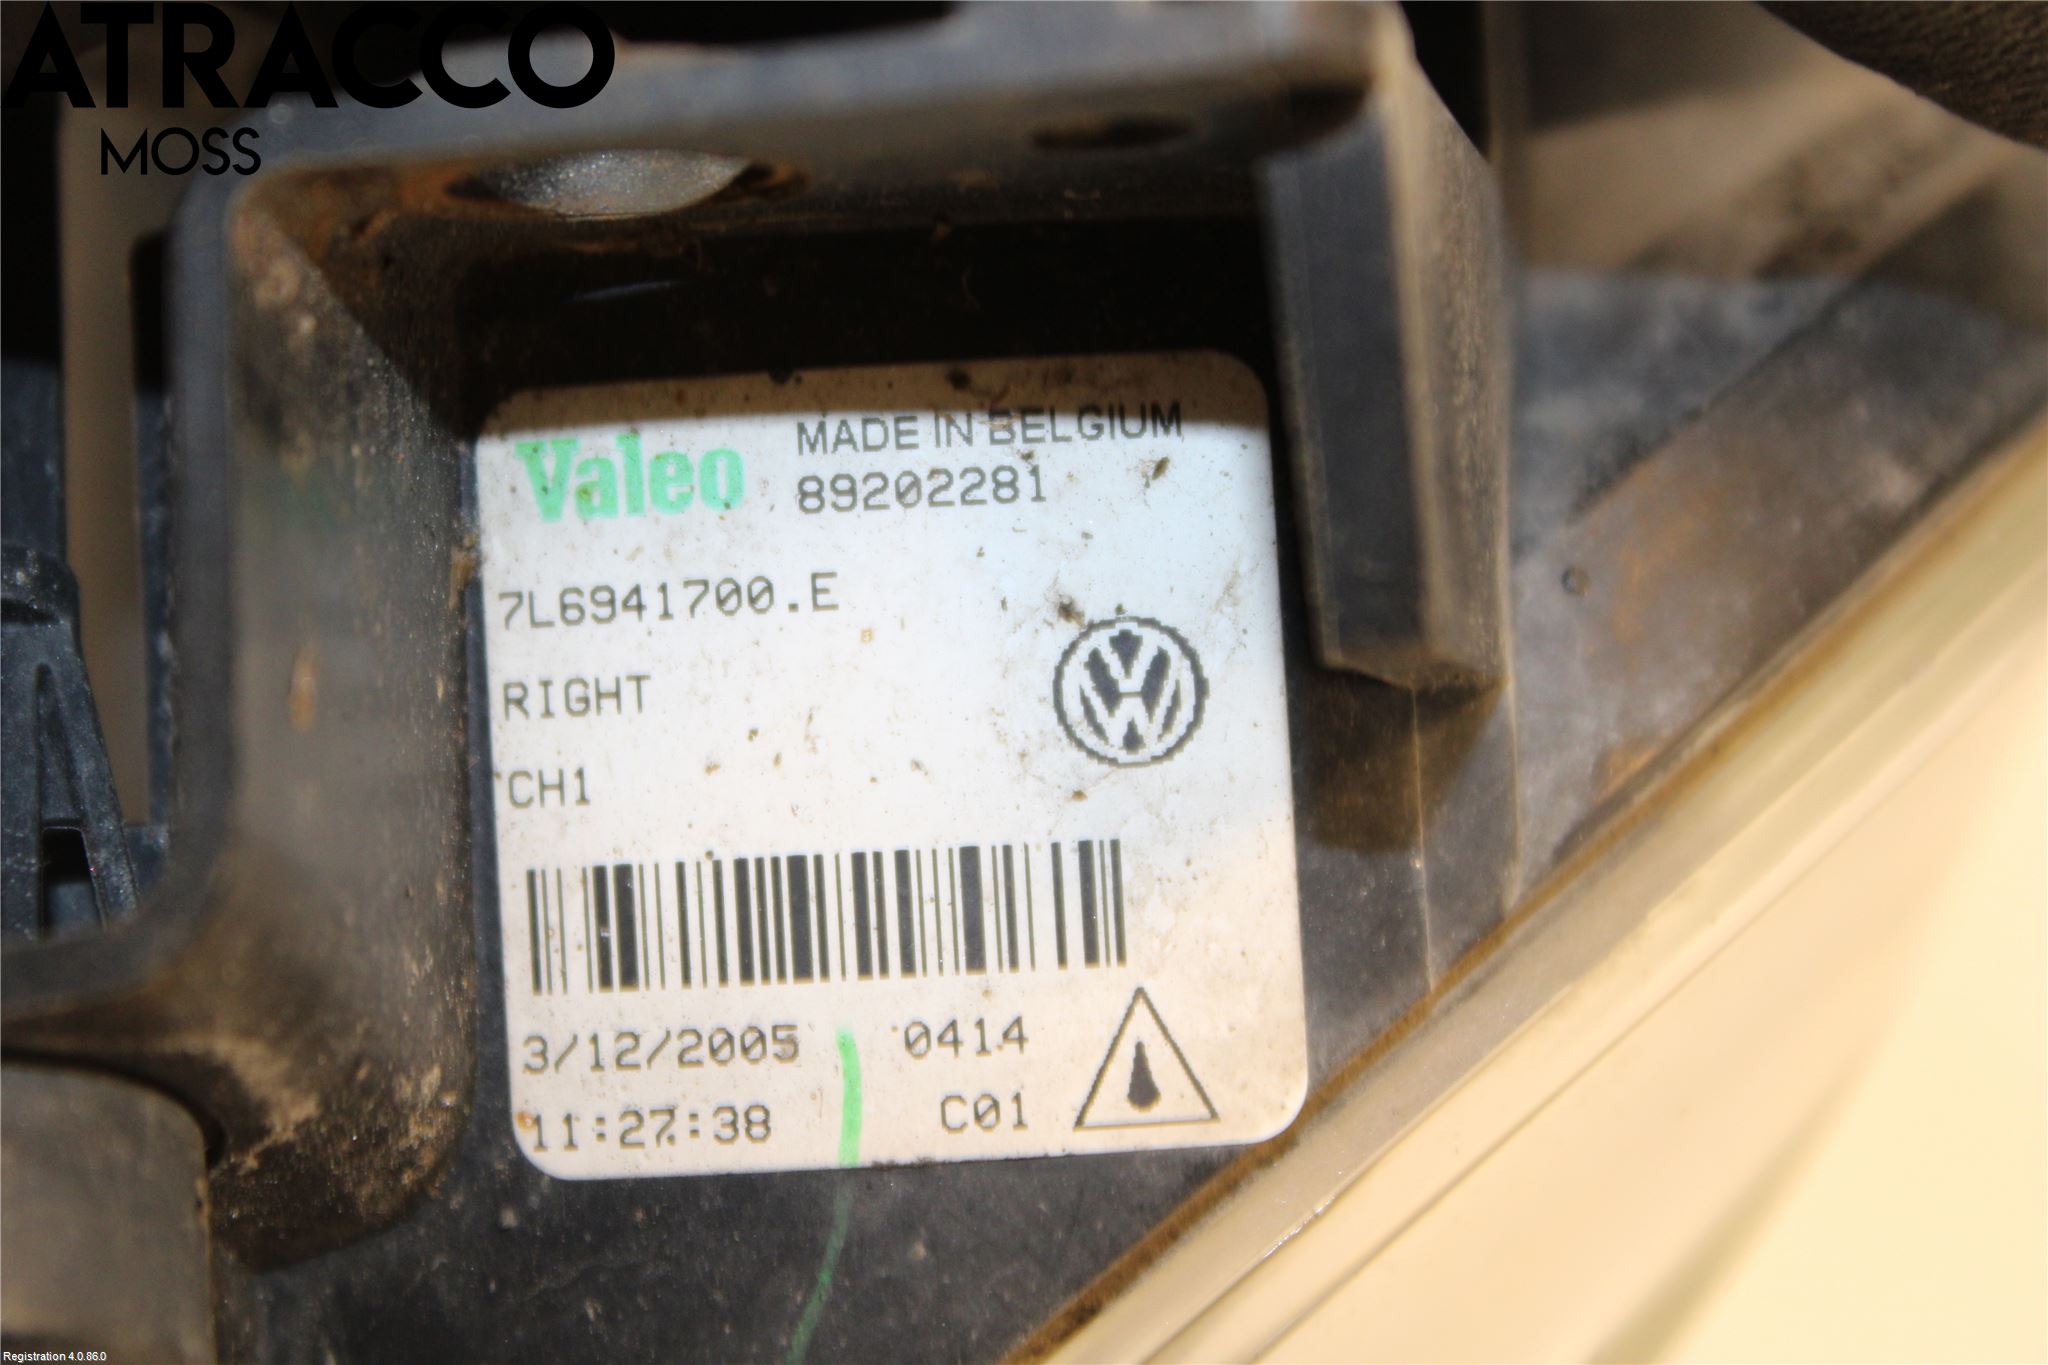 ATRACCO
MOSS
Valeo MADE IN BELGIUM
89202281
7L6941700.E
RIGHT
CH1
3/12/2005 0414
11:27:38 C01
Registration 4.0.86.0